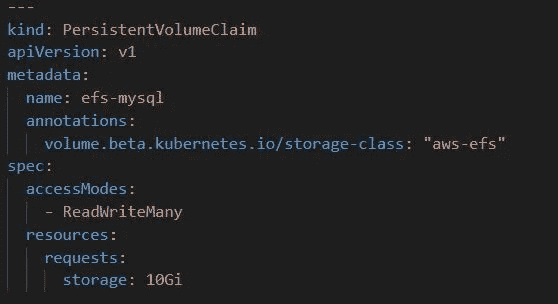 ---
kind: PersistentVolumeClaim
apiVersion: v1
metadata:
  name: efs-mysql
  annotations:
    volume.beta.kubernetes.io/storage-class: "aws-efs"
spec:
  accessModes:
    - ReadWriteMany
  resources:
    requests:
      storage: 10Gi